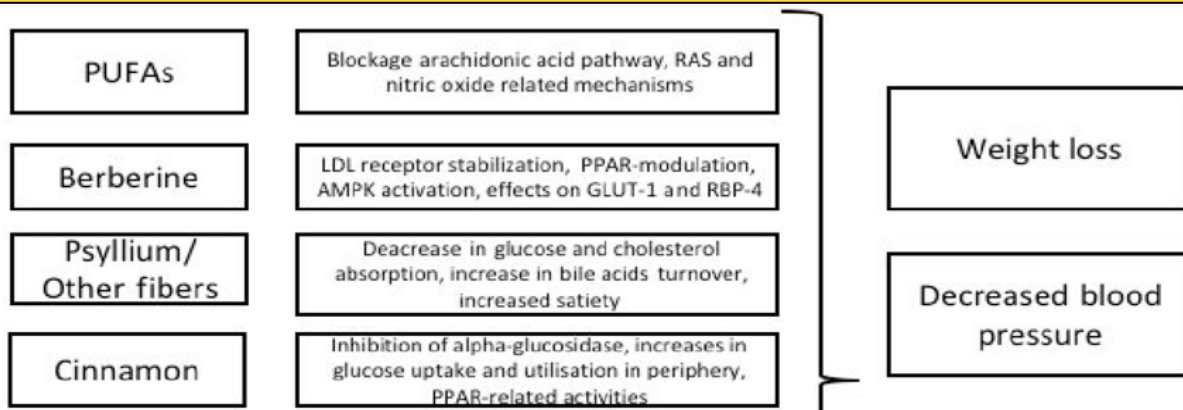 PUFAs
Blockage arachidonic acid pathway, RAS and
nitric oxide related mechanisms
Berberine
LDL receptor stabilization, PPAR-modulation,
AMPK activation, effects on GLUT-1 and RBP-4
Psyllium/
Other fibers
Deacrease in glucose and cholesterol
absorption, increase in bile acids turnover,
increased satiety
Cinnamon
Inhibition of alpha-glucosidase, increases in
glucose uptake and utilisation in periphery,
PPAR-related activities
Weight loss
Decreased blood
pressure